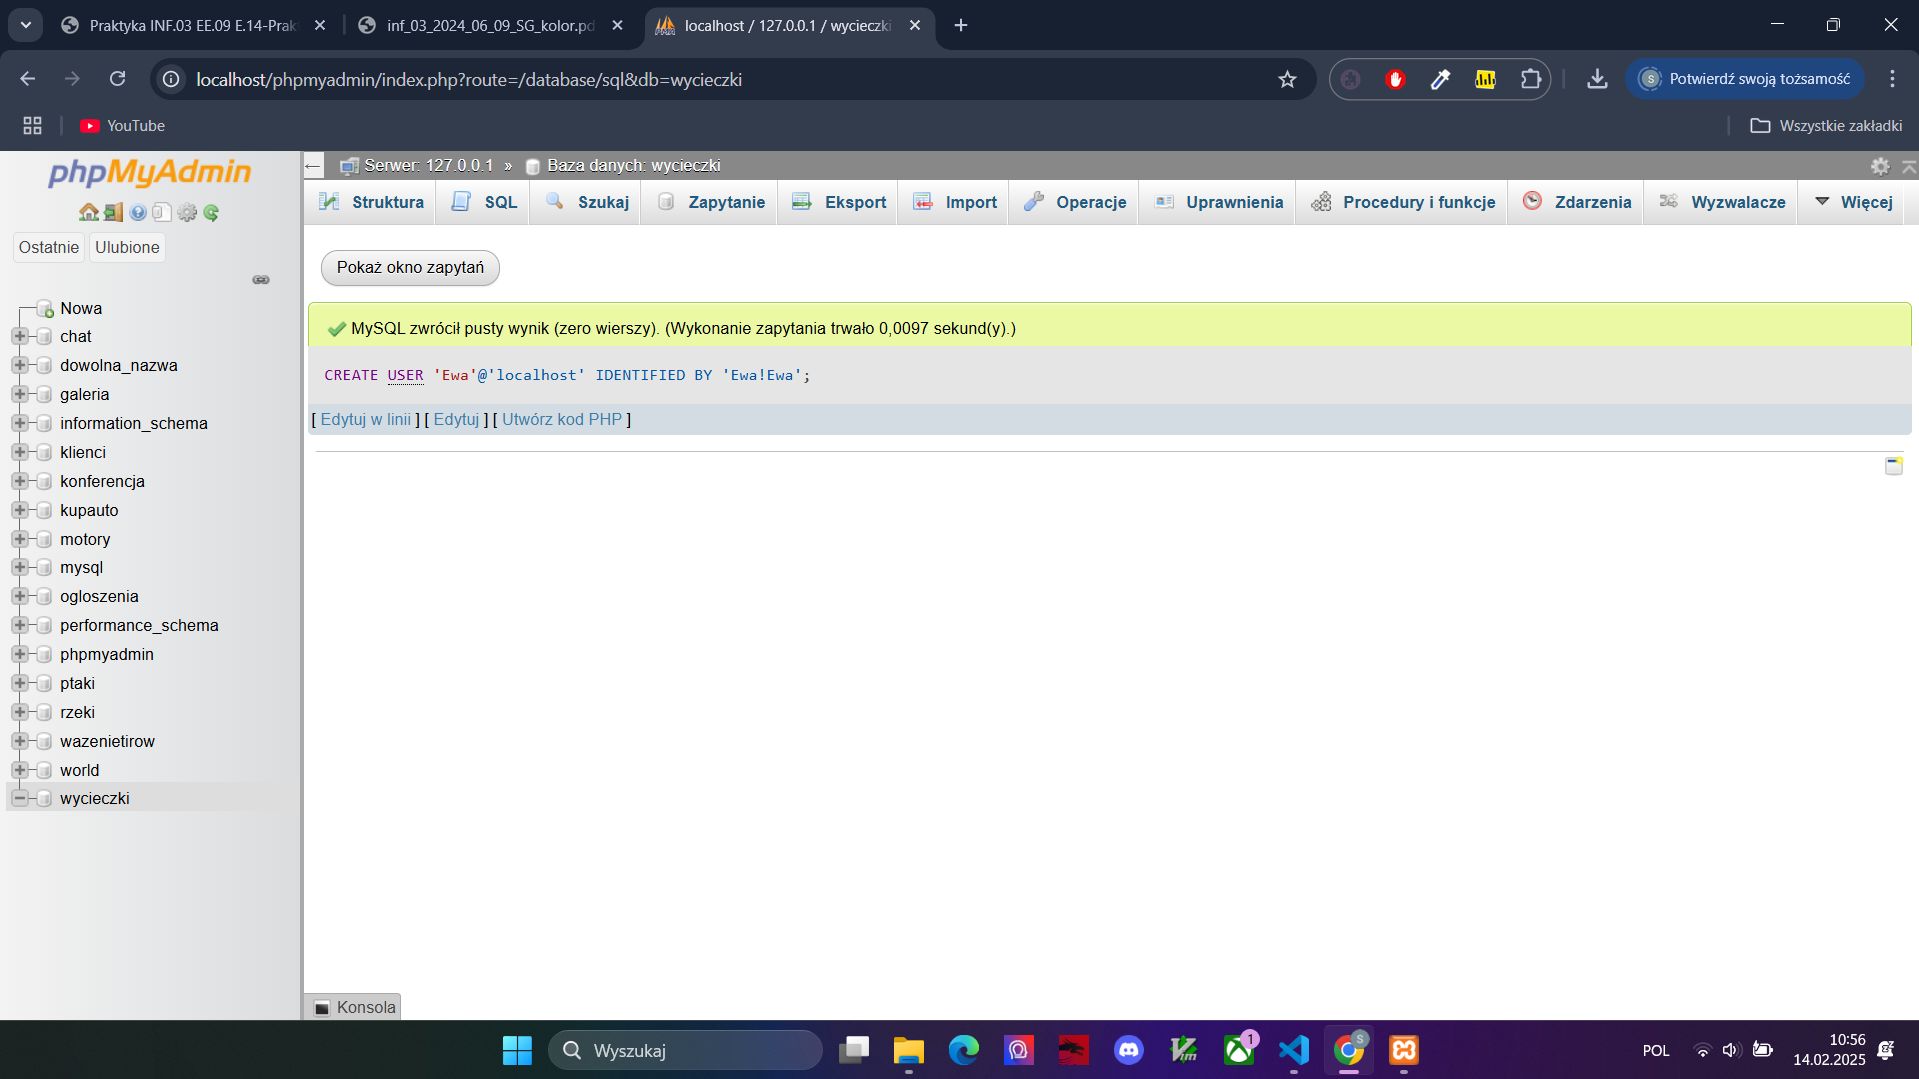 Praktyka INF.03 EE.09 E.14-Prak
inf_03_2024_06_09_SG_kolor.pd
localhost / 127.0.0.1 / wycieczki
localhost/phpmyadmin/index.php?route=/database/sql&db=wycieczki
S
Potwierdź swoją tożsamość
YouTube
Wszystkie zakładki
phpMyAdmin
Serwer: 127.0.0.1 » Baza danych: wycieczki
Struktura
SQL
Szukaj
Zapytanie
Eksport
Import
Operacje
Uprawnienia
Procedury i funkcje
Zdarzenia
Wyzwalacze
Więcej
Ostatnie
Ulubione
Nowa
chat
dowolna_nazwa
galeria
information_schema
klienci
konferencja
kupauto
motory
mysql
ogloszenia
performance_schema
phpmyadmin
ptaki
rzeki
wazenietirow
world
wycieczki
Pokaż okno zapytań
MySQL zwrócił pusty wynik (zero wierszy). (Wykonanie zapytania trwało 0,0097 sekund(y).)
CREATE USER 'Ewa'@'localhost' IDENTIFIED BY 'Ewa!Ewa';
[ Edytuj w linii ] [ Edytuj ] [ Utwórz kod PHP ]
Konsola
Wyszukaj
Vim
1
S
POL
10:56
14.02.2025